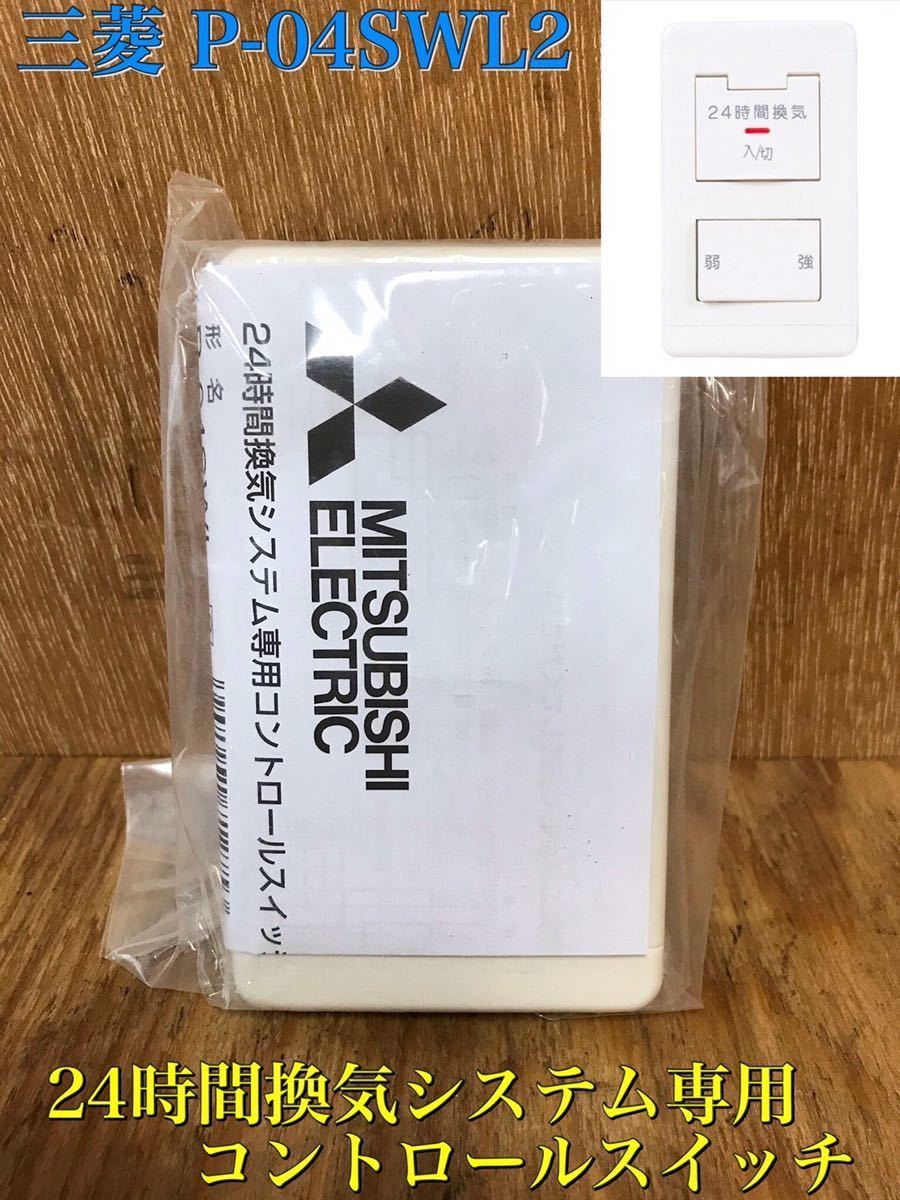 三菱 P-04SWL2
24時間換気
入/切
弱 強
MITSUBISHI
ELECTRIC
24時間換気システム専用コントロールスイッ
形名
24時間換気システム専用
コントロールスイッチ